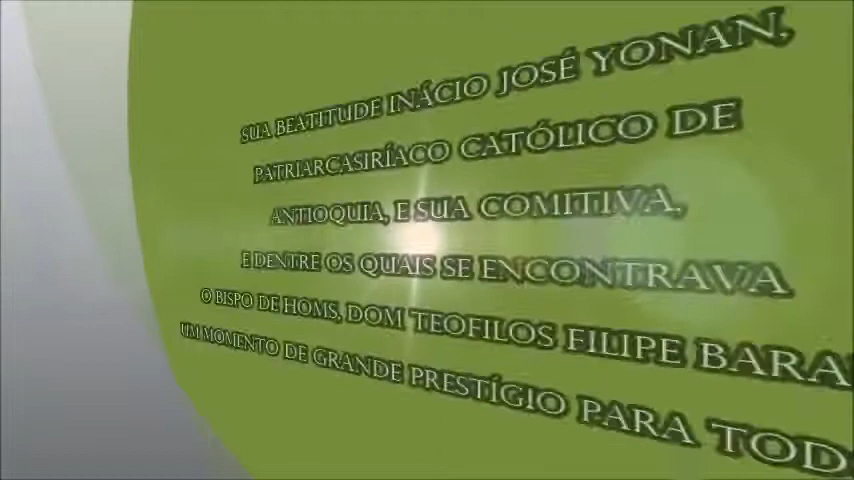 SUA BEATITUDE INÁCIO JOSÉ YONAN,
PATRIARCASIRÍACO CATÓLICO DE
ANTIOQUIA, E SUA COMITIVA,
E DENTRE OS QUAIS SE ENCONTRAVA
O BISPO DE HOMS, DOM TEOFILOS FILIPE BARA
UM MOMENTO DE GRANDE PRESTÍGIO PARA TOD